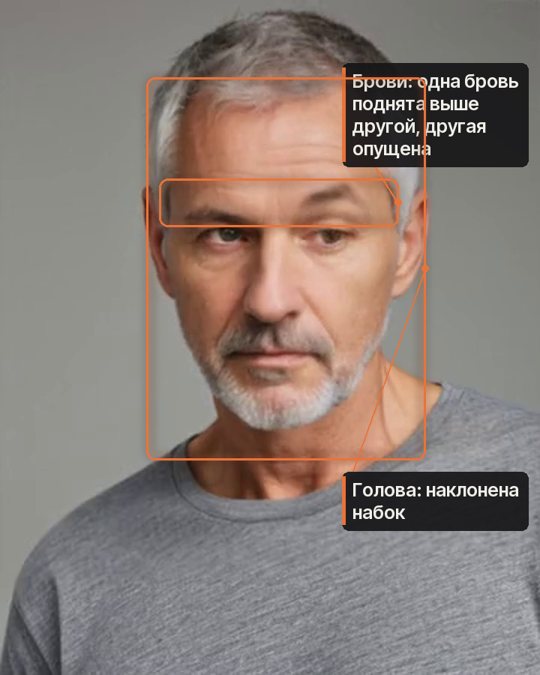 Брови: одна бровь
поднята выше
другой, другая
опущена
Голова: наклонена
набок